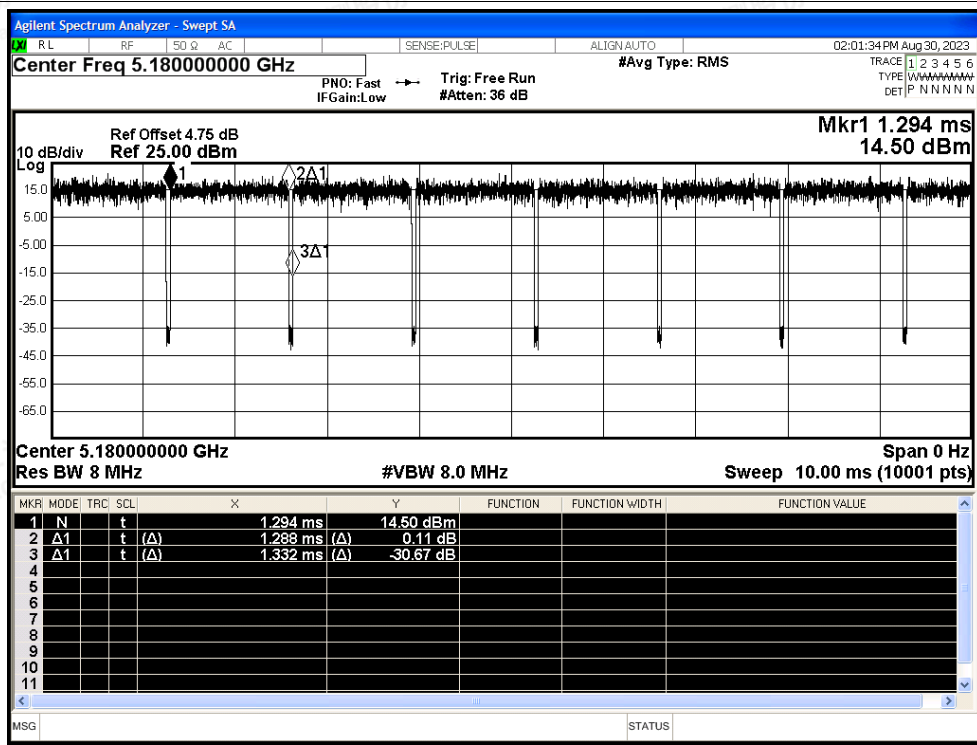 Agilent Spectrum Analyzer - Swept SA
LXI RL RF 50 Ω AC SENSE:PULSE ALIGN AUTO 02:01:34 PM Aug 30, 2023
Center Freq 5.180000000 GHz
PNO: Fast
IFGain:Low
Trig: Free Run
#Atten: 36 dB
#Avg Type: RMS
TRACE 1 2 3 4 5 6
TYPE WWWWWW
DET P N N N N N
Mkr1 1.294 ms
14.50 dBm
Ref Offset 4.75 dB
10 dB/div Ref 25.00 dBm
Log
1
2Δ1
15.0
5.00
-5.00
3Δ1
-15.0
-25.0
-35.0
-45.0
-55.0
-65.0
Center 5.180000000 GHz Span 0 Hz
Res BW 8 MHz #VBW 8.0 MHz Sweep 10.00 ms (10001 pts)
MKR MODE TRC SCL X Y FUNCTION FUNCTION WIDTH FUNCTION VALUE
1 N t 1.294 ms 14.50 dBm
2 Δ1 t (Δ) 1.288 ms (Δ) 0.11 dB
3 Δ1 t (Δ) 1.332 ms (Δ) -30.67 dB
4
5
6
7
8
9
10
11
MSG STATUS